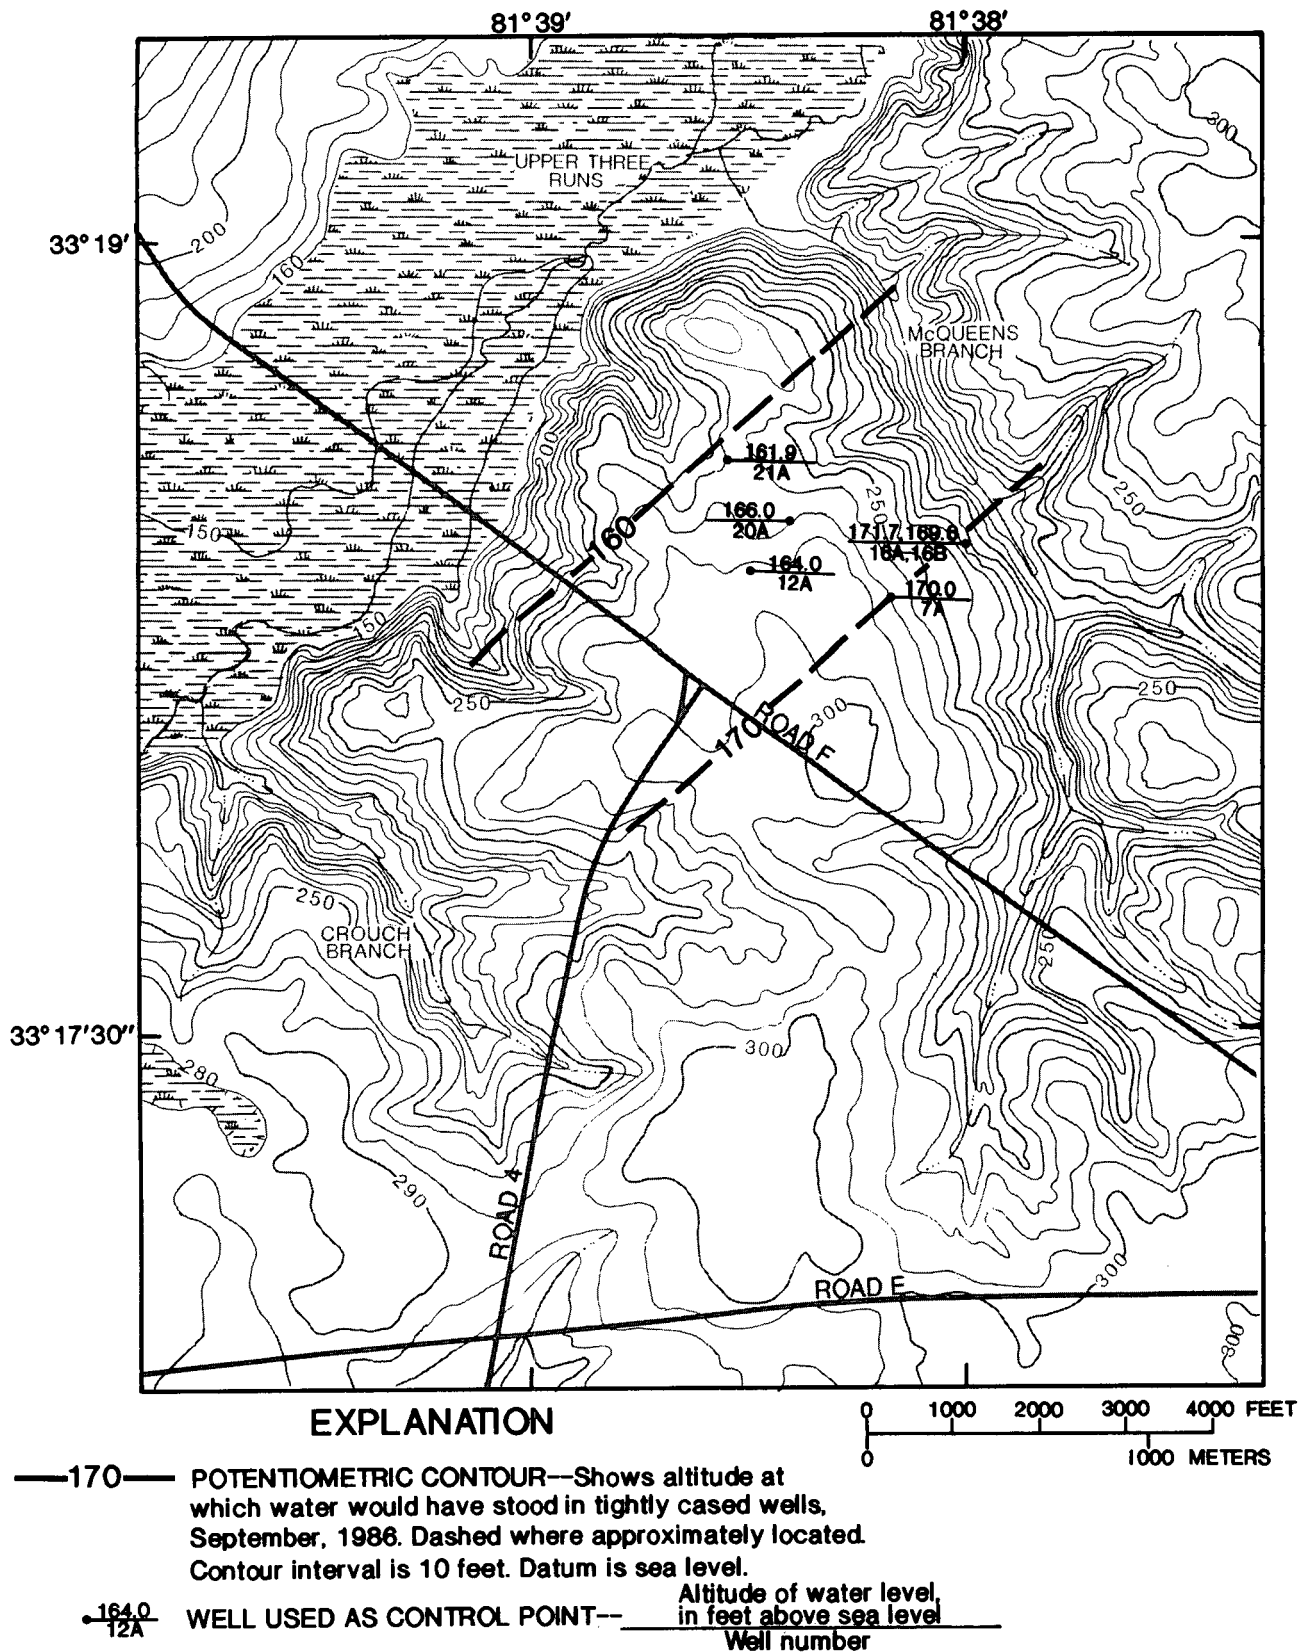 81°39′
81°38′
300
UPPER THREE
RUNS
33°19′
200
160
McQUEENS
BRANCH
200
161.9
21A
250
250
166.0
20A
171.7, 169.8
16A, 16B
160
150
164.0
12A
170.0
7A
150
250
250
300
ROAD F
170
250
CROUCH
BRANCH
250
33°17′30″
300
280
290
ROAD 4
300
ROAD E
300
EXPLANATION
0 1000 2000 3000 4000 FEET
0 1000 METERS
170 POTENTIOMETRIC CONTOUR--Shows altitude at
which water would have stood in tightly cased wells,
September, 1986. Dashed where approximately located.
Contour interval is 10 feet. Datum is sea level.
164.0
12A
WELL USED AS CONTROL POINT--
Altitude of water level,
in feet above sea level
Well number